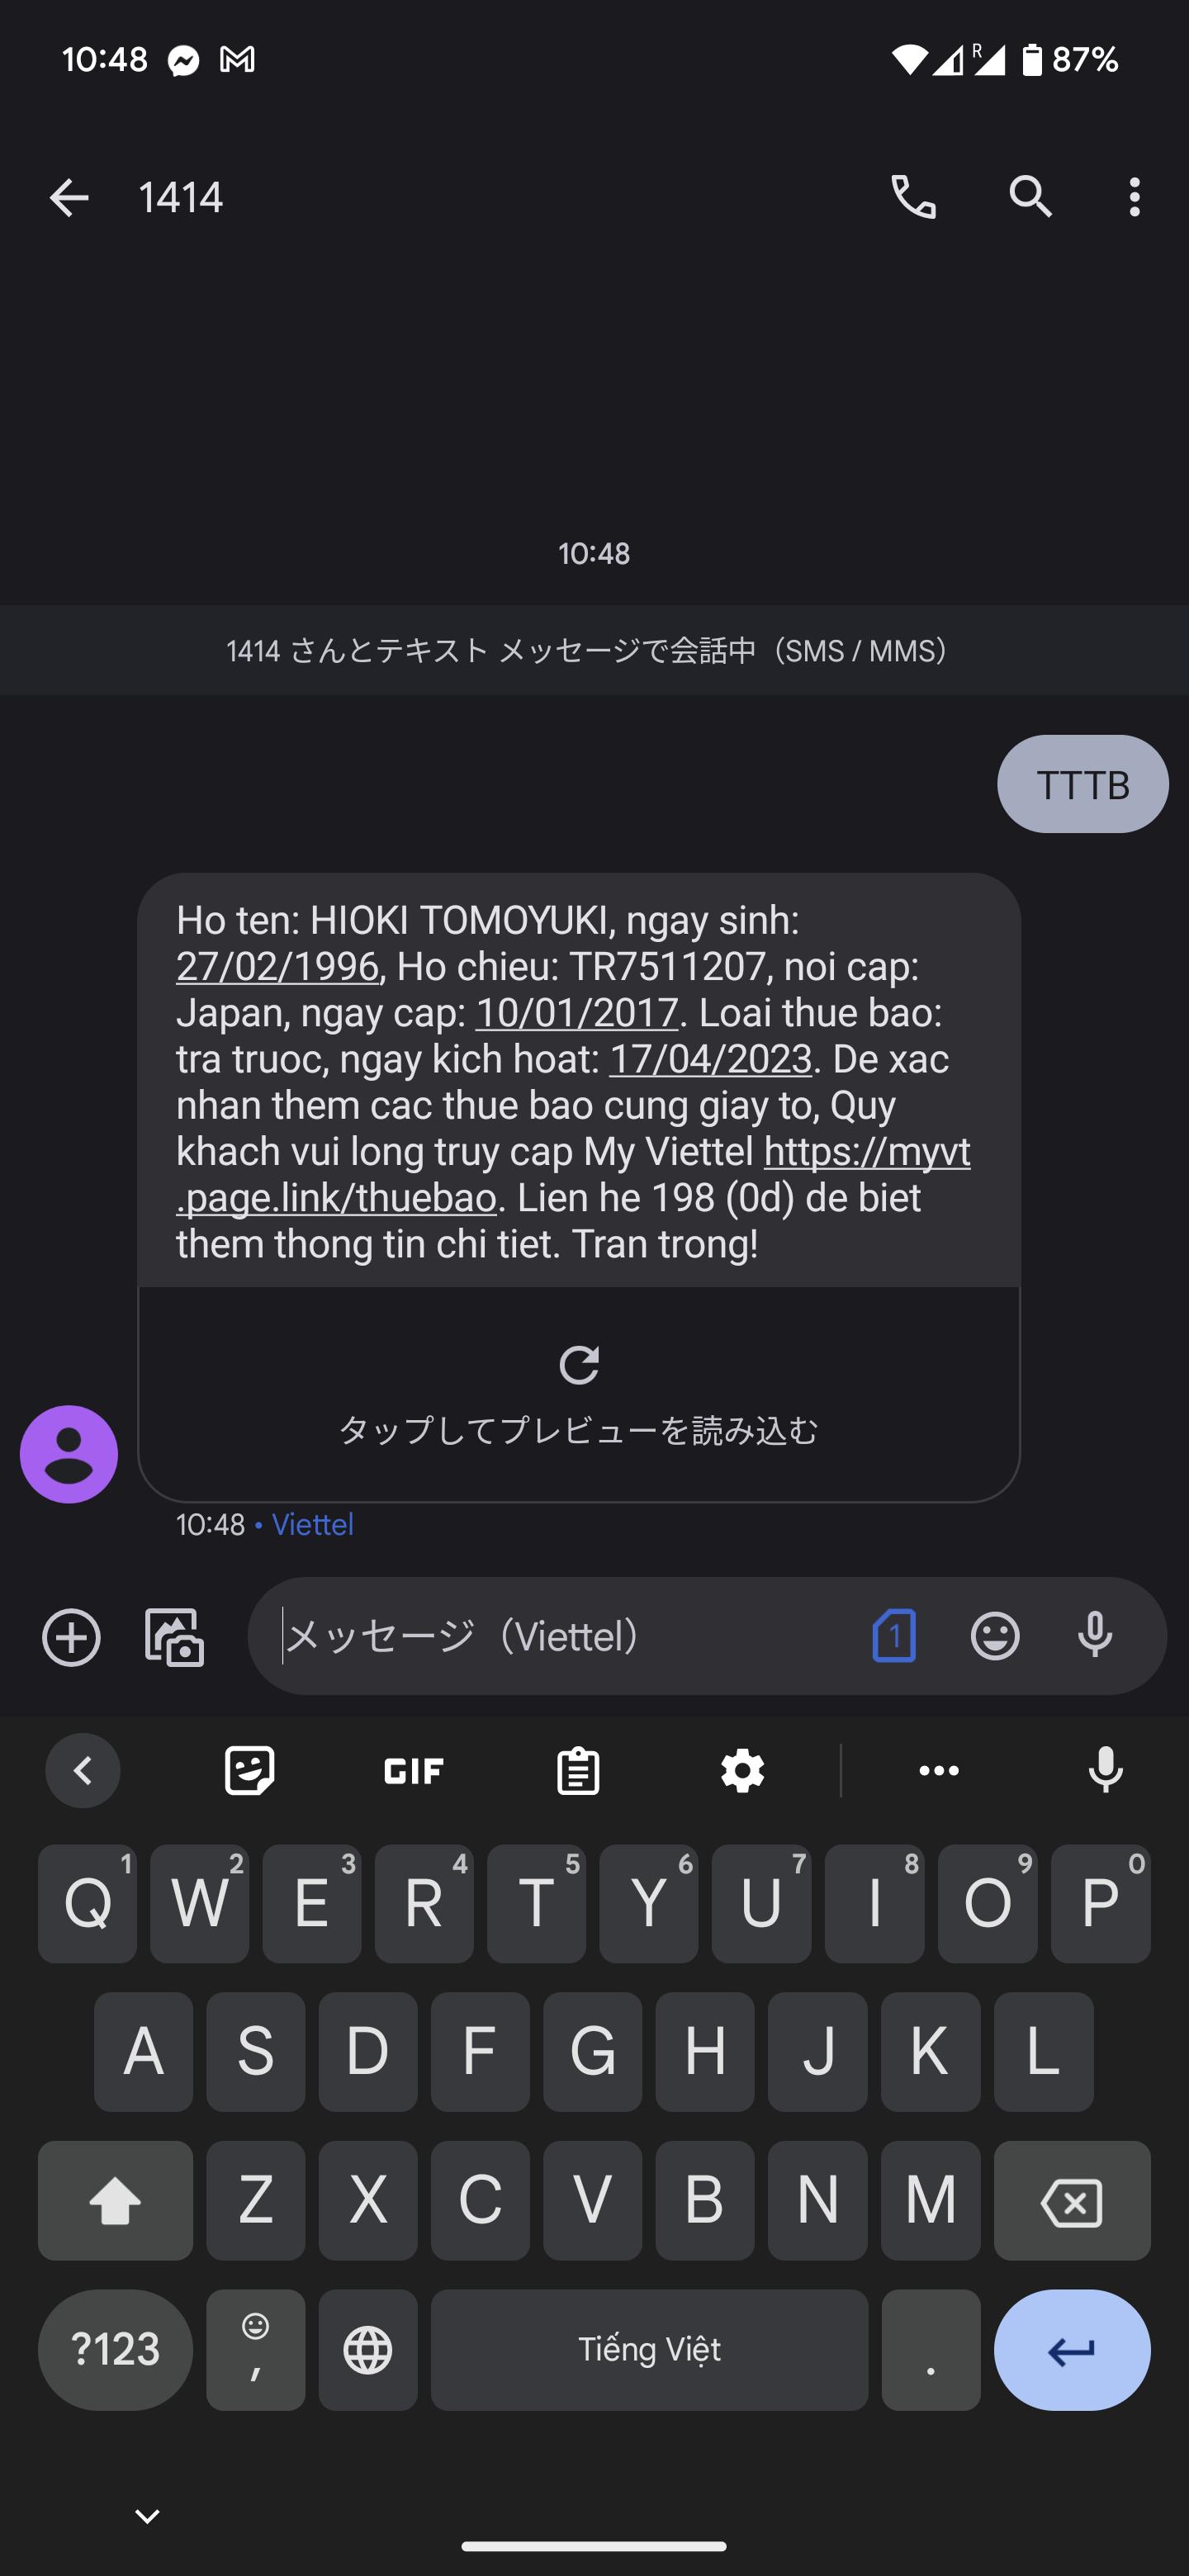 10:48
R
87%
1414
10:48
1414 さんとテキスト メッセージで会話中（SMS / MMS）
TTTB
Ho ten: HIOKI TOMOYUKI, ngay sinh:
27/02/1996, Ho chieu: TR7511207, noi cap:
Japan, ngay cap: 10/01/2017. Loai thue bao:
tra truoc, ngay kich hoat: 17/04/2023. De xac
nhan them cac thue bao cung giay to, Quy
khach vui long truy cap My Viettel https://myvt
.page.link/thuebao. Lien he 198 (0d) de biet
them thong tin chi tiet. Tran trong!
タップしてプレビューを読み込む
10:48 • Viettel
メッセージ（Viettel）
1
GIF
Q 1 W 2 E 3 R 4 T 5 Y 6 U 7 I 8 O 9 P 0
A S D F G H J K L
Z X C V B N M
?123 , Tiếng Việt .